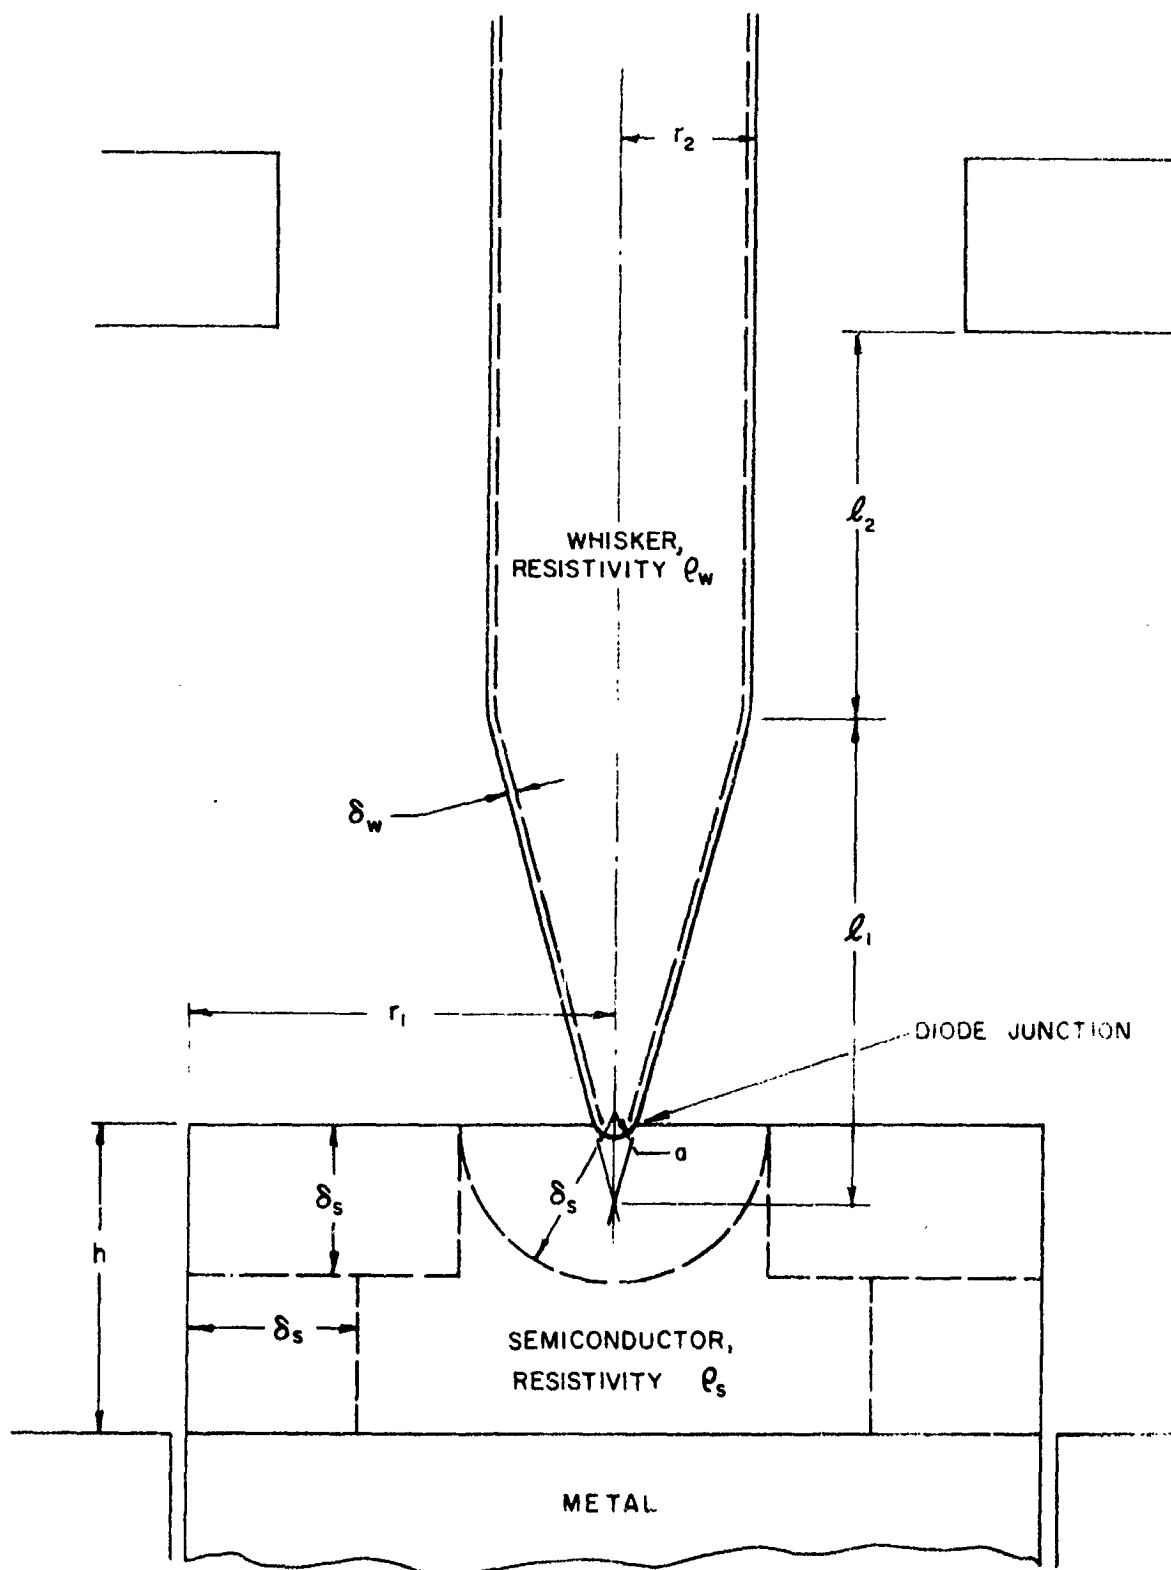 r₂
ℓ₂
WHISKER,
RESISTIVITY ρw
δw
ℓ₁
r₁
DIODE JUNCTION
a
δs
δs
h
δs
SEMICONDUCTOR,
RESISTIVITY ρs
METAL